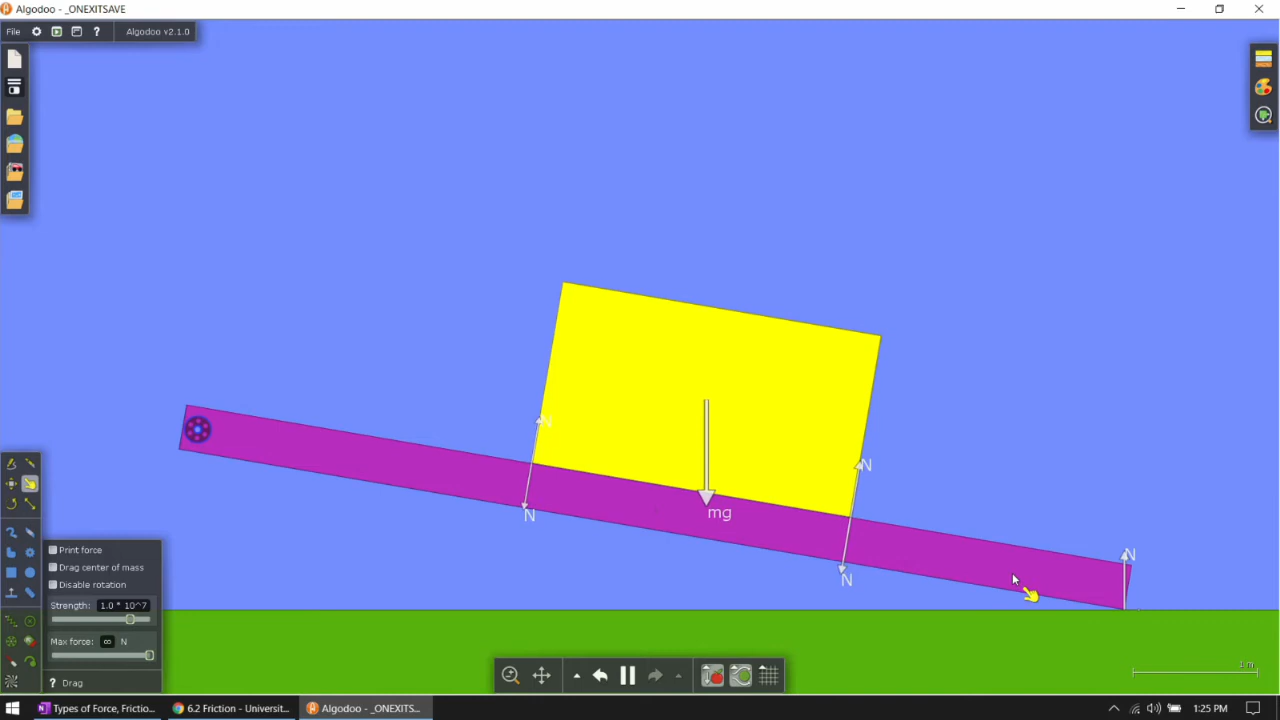 Algodoo - _ONEXITSAVE
File
?
Algodoo v2.1.0
N
N
mg
N
N
N
N
Print force
Drag center of mass
Disable rotation
Strength: 1.0 * 10^7
Max force: ∞ N
? Drag
1 m
Types of Force, Frictio...
6.2 Friction - Universit...
Algodoo - _ONEXITS...
1:25 PM